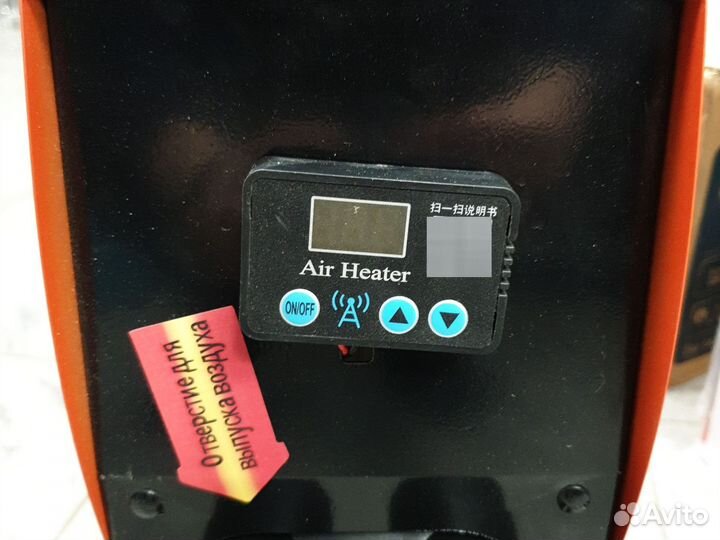 扫一扫说明书
Air Heater
ON/OFF
Отверстие для
выпуска воздуха
Avito